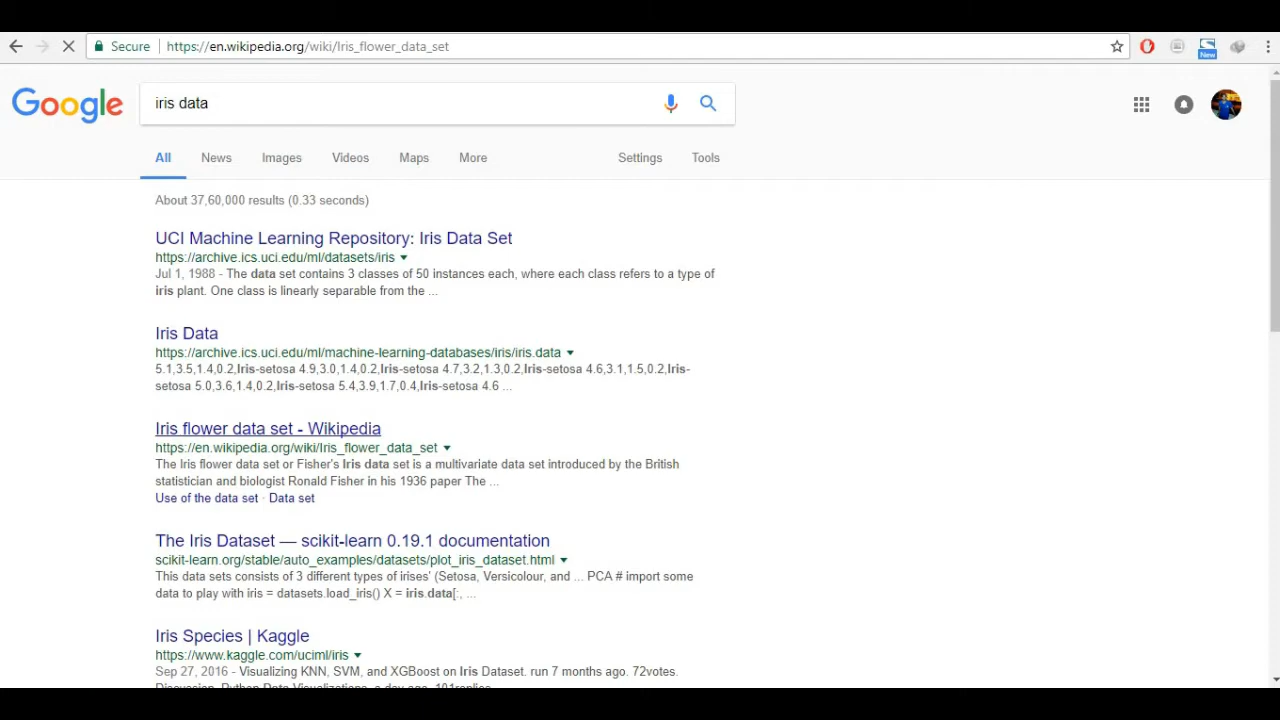 Secure https://en.wikipedia.org/wiki/Iris_flower_data_set
New
Google iris data
All News Images Videos Maps More Settings Tools
About 37,60,000 results (0.33 seconds)
UCI Machine Learning Repository: Iris Data Set
https://archive.ics.uci.edu/ml/datasets/iris
Jul 1, 1988 - The data set contains 3 classes of 50 instances each, where each class refers to a type of
iris plant. One class is linearly separable from the ...
Iris Data
https://archive.ics.uci.edu/ml/machine-learning-databases/iris/iris.data
5.1,3.5,1.4,0.2,Iris-setosa 4.9,3.0,1.4,0.2,Iris-setosa 4.7,3.2,1.3,0.2,Iris-setosa 4.6,3.1,1.5,0.2,Iris-
setosa 5.0,3.6,1.4,0.2,Iris-setosa 5.4,3.9,1.7,0.4,Iris-setosa 4.6 ...
Iris flower data set - Wikipedia
https://en.wikipedia.org/wiki/Iris_flower_data_set
The Iris flower data set or Fisher's Iris data set is a multivariate data set introduced by the British
statistician and biologist Ronald Fisher in his 1936 paper The ...
Use of the data set · Data set
The Iris Dataset — scikit-learn 0.19.1 documentation
scikit-learn.org/stable/auto_examples/datasets/plot_iris_dataset.html
This data sets consists of 3 different types of irises' (Setosa, Versicolour, and ... PCA # import some
data to play with iris = datasets.load_iris() X = iris.data[:, ...
Iris Species | Kaggle
https://www.kaggle.com/uciml/iris
Sep 27, 2016 - Visualizing KNN, SVM, and XGBoost on Iris Dataset. run 7 months ago. 72votes.
Discussion. Python Data Visualizations. a day ago. 101replies